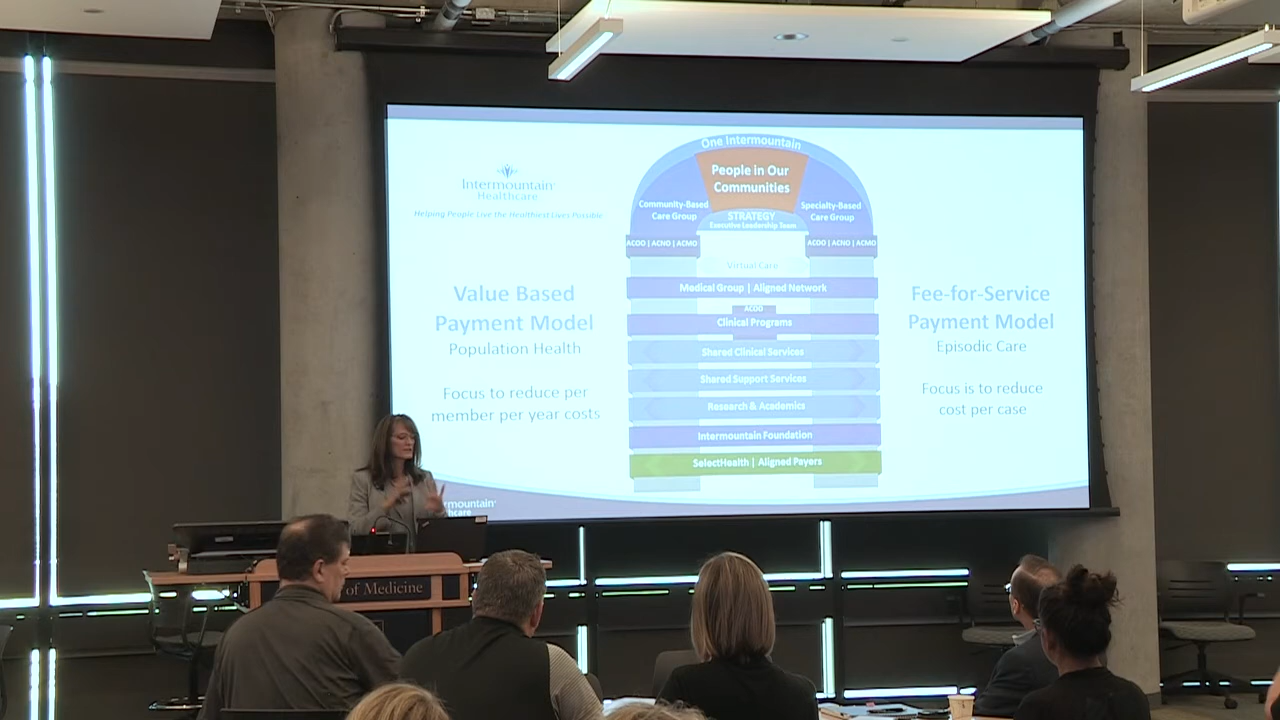 One Intermountain
People in Our
Communities
Intermountain
Healthcare
Helping People Live the Healthiest Lives Possible
Community-Based
Care Group
Specialty-Based
Care Group
STRATEGY
Executive Leadership Team
ACOO | ACNO | ACMO
ACOO | ACNO | ACMO
Virtual Care
Medical Group | Aligned Network
ACOO
Clinical Programs
Shared Clinical Services
Shared Support Services
Research & Academics
Intermountain Foundation
SelectHealth | Aligned Payers
Value Based
Payment Model
Population Health
Focus to reduce per
member per year costs
Fee-for-Service
Payment Model
Episodic Care
Focus is to reduce
cost per case
rmountain
hcare
of Medicine